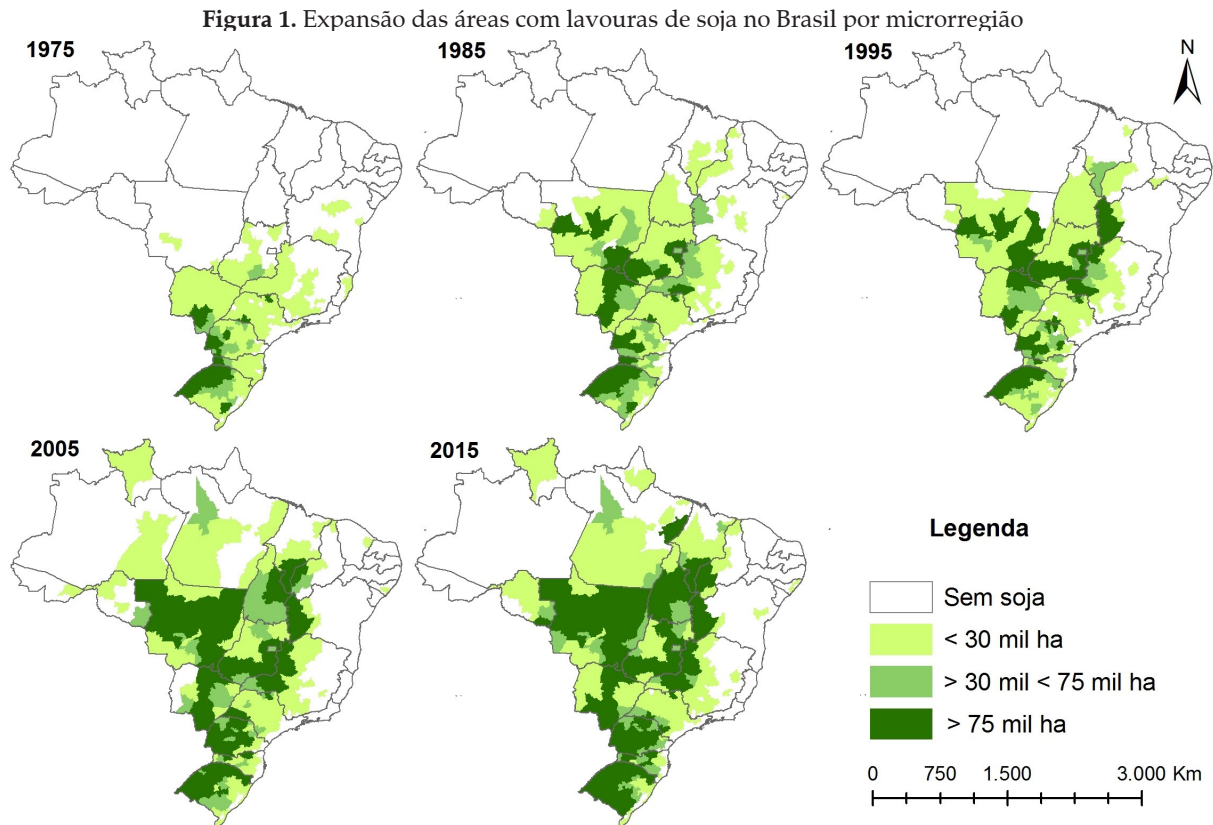 Figura 1. Expansão das áreas com lavouras de soja no Brasil por microrregião
1975
1985
1995
N
2005
2015
Legenda
Sem soja
< 30 mil ha
> 30 mil < 75 mil ha
> 75 mil ha
0 750 1.500 3.000 Km